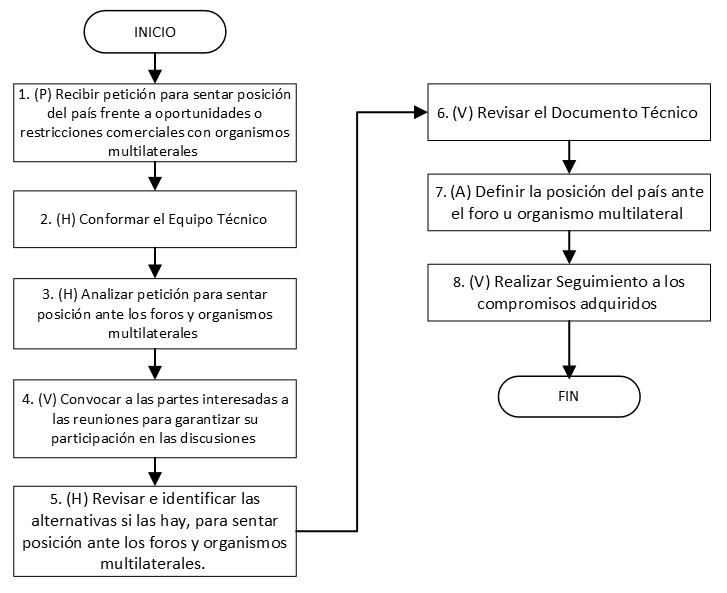 INICIO
1. (P) Recibir petición para sentar posición
del país frente a oportunidades o
restricciones comerciales con organismos
multilaterales
2. (H) Conformar el Equipo Técnico
3. (H) Analizar petición para sentar
posición ante los foros y organismos
multilaterales
4. (V) Convocar a las partes interesadas a
las reuniones para garantizar su
participación en las discusiones
5. (H) Revisar e identificar las
alternativas si las hay, para sentar
posición ante los foros y organismos
multilaterales.
6. (V) Revisar el Documento Técnico
7. (A) Definir la posición del país ante
el foro u organismo multilateral
8. (V) Realizar Seguimiento a los
compromisos adquiridos
FIN